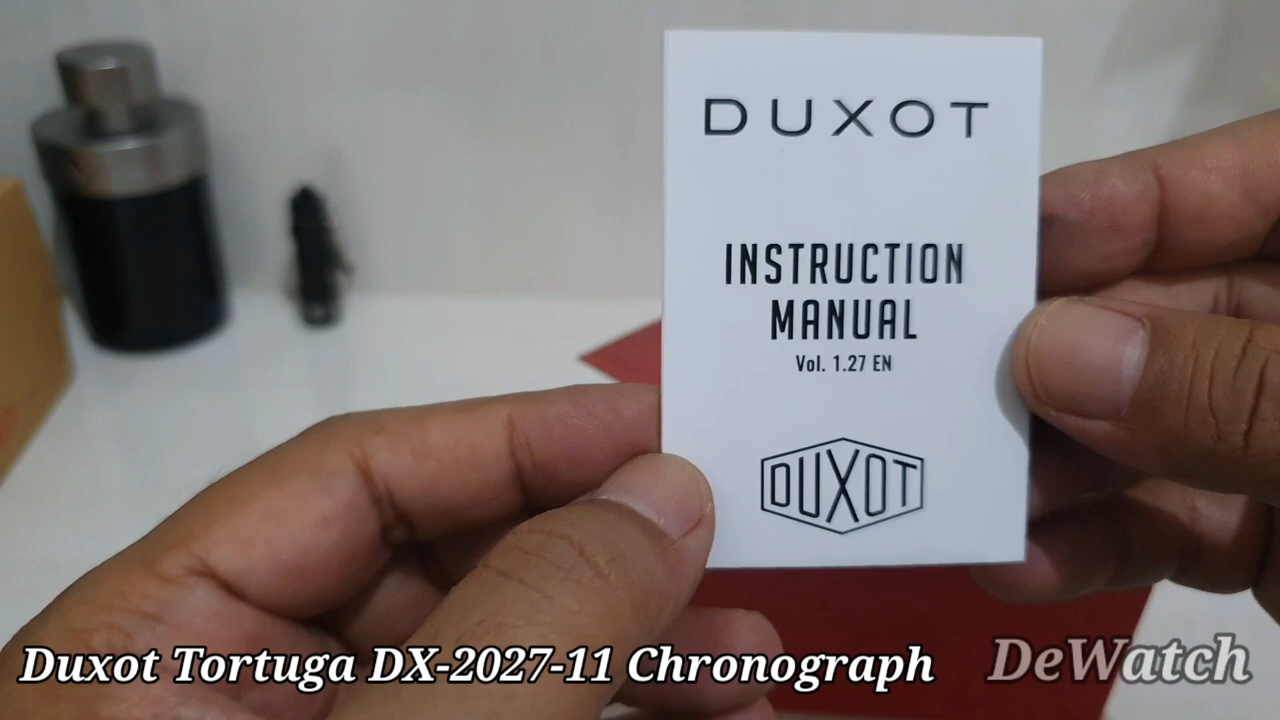 DUXOT
INSTRUCTION
MANUAL
Vol. 1.27 EN
DUXOT
Duxot Tortuga DX-2027-11 Chronograph
DeWatch